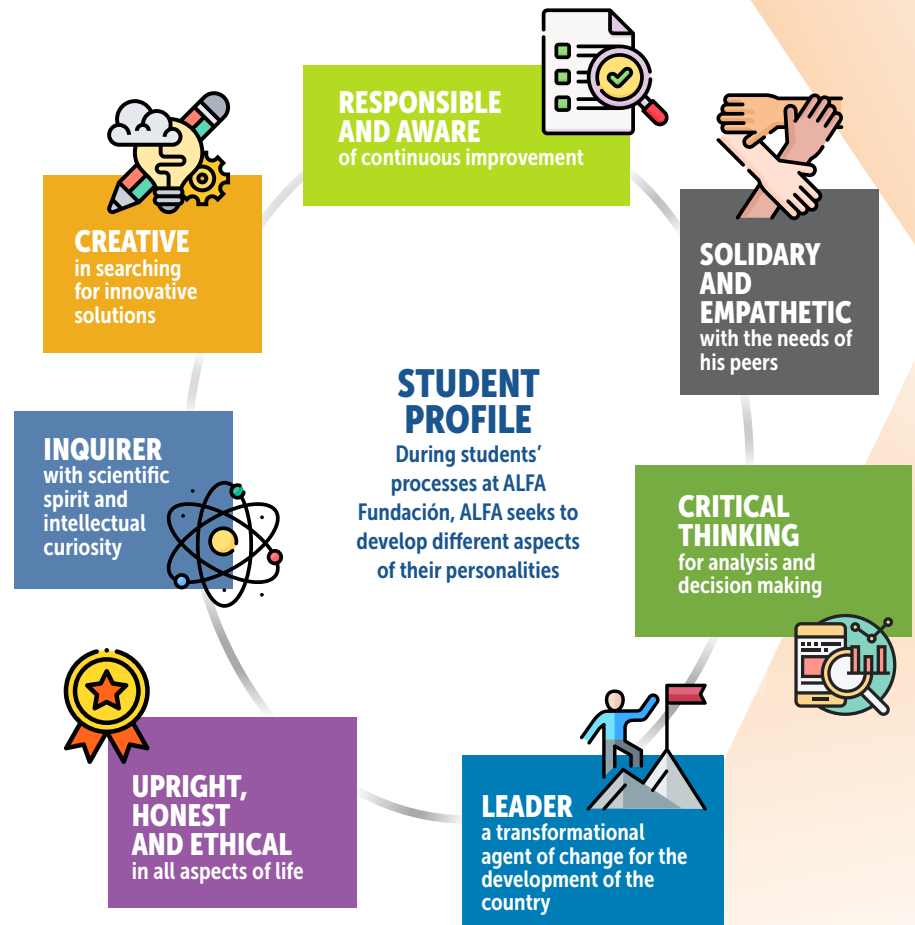 STUDENT
PROFILE
During students’
processes at ALFA
Fundación, ALFA seeks to
develop different aspects
of their personalities
RESPONSIBLE
AND AWARE
of continuous improvement
SOLIDARY
AND
EMPATHETIC
with the needs of
his peers
CRITICAL
THINKING
for analysis and
decision making
LEADER
a transformational
agent of change for the
development of the
country
UPRIGHT,
HONEST
AND ETHICAL
in all aspects of life
INQUIRER
with scientific
spirit and
intellectual
curiosity
CREATIVE
in searching
for innovative
solutions